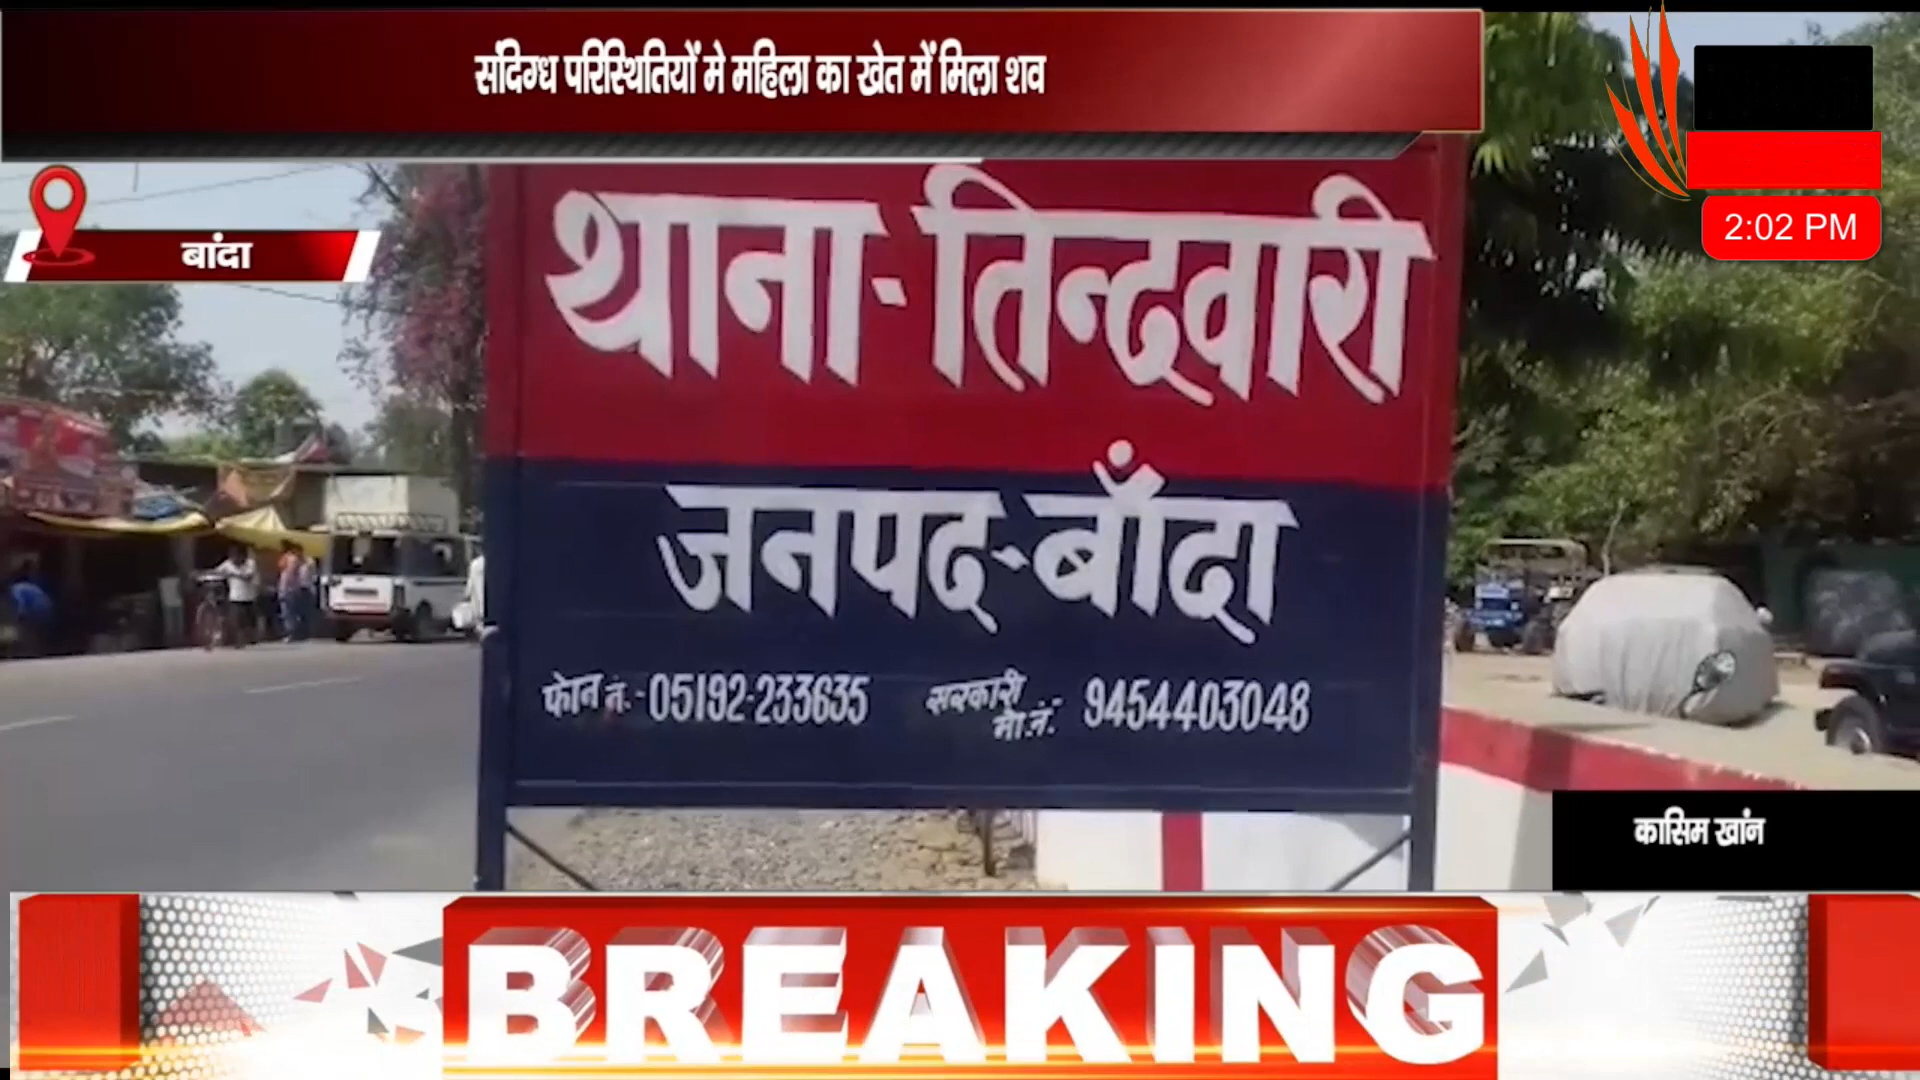 संदिग्ध परिस्थितियों मे महिला का खेत में मिला शव
2:02 PM
बांदा
थाना-तिन्दवारी
जनपद-बाँदा
फोन नं.-05192-233635 सरकारी मो.नं.- 9454403048
कासिम खांन
BREAKING